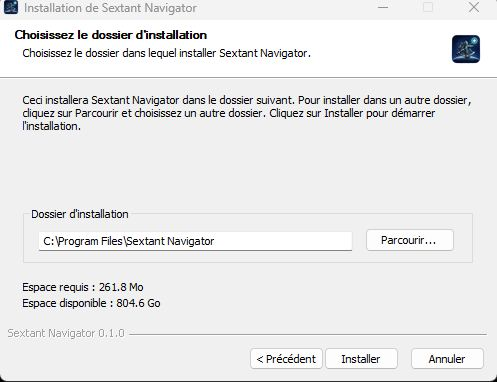 Installation de Sextant Navigator
Choisissez le dossier d'installation
Choisissez le dossier dans lequel installer Sextant Navigator.
Ceci installera Sextant Navigator dans le dossier suivant. Pour installer dans un autre dossier,
cliquez sur Parcourir et choisissez un autre dossier. Cliquez sur Installer pour démarrer
l'installation.
Dossier d'installation
C:\Program Files\Sextant Navigator
Parcourir...
Espace requis : 261.8 Mo
Espace disponible : 804.6 Go
Sextant Navigator 0.1.0
< Précédent
Installer
Annuler